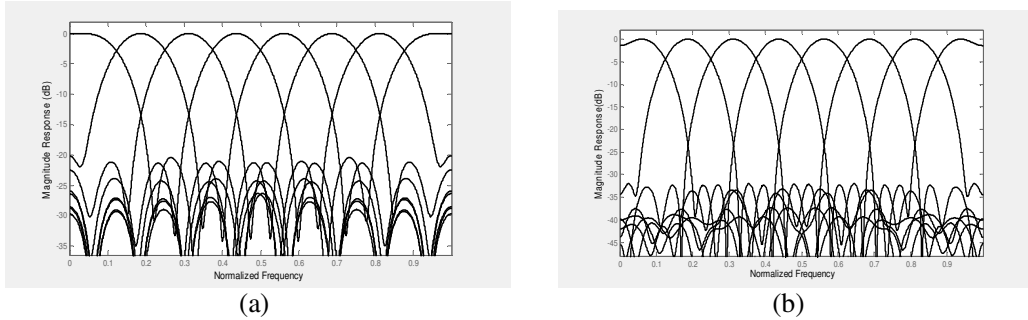 0
-5
-10
-15
-20
-25
-30
-35
Magnitude Response (dB)
0 0.1 0.2 0.3 0.4 0.5 0.6 0.7 0.8 0.9
Normalized Frequency
(a)
0
-5
-10
-15
-20
-25
-30
-35
-40
-45
Magnitude Response(dB)
0 0.1 0.2 0.3 0.4 0.5 0.6 0.7 0.8 0.9
Normalized Frequency
(b)